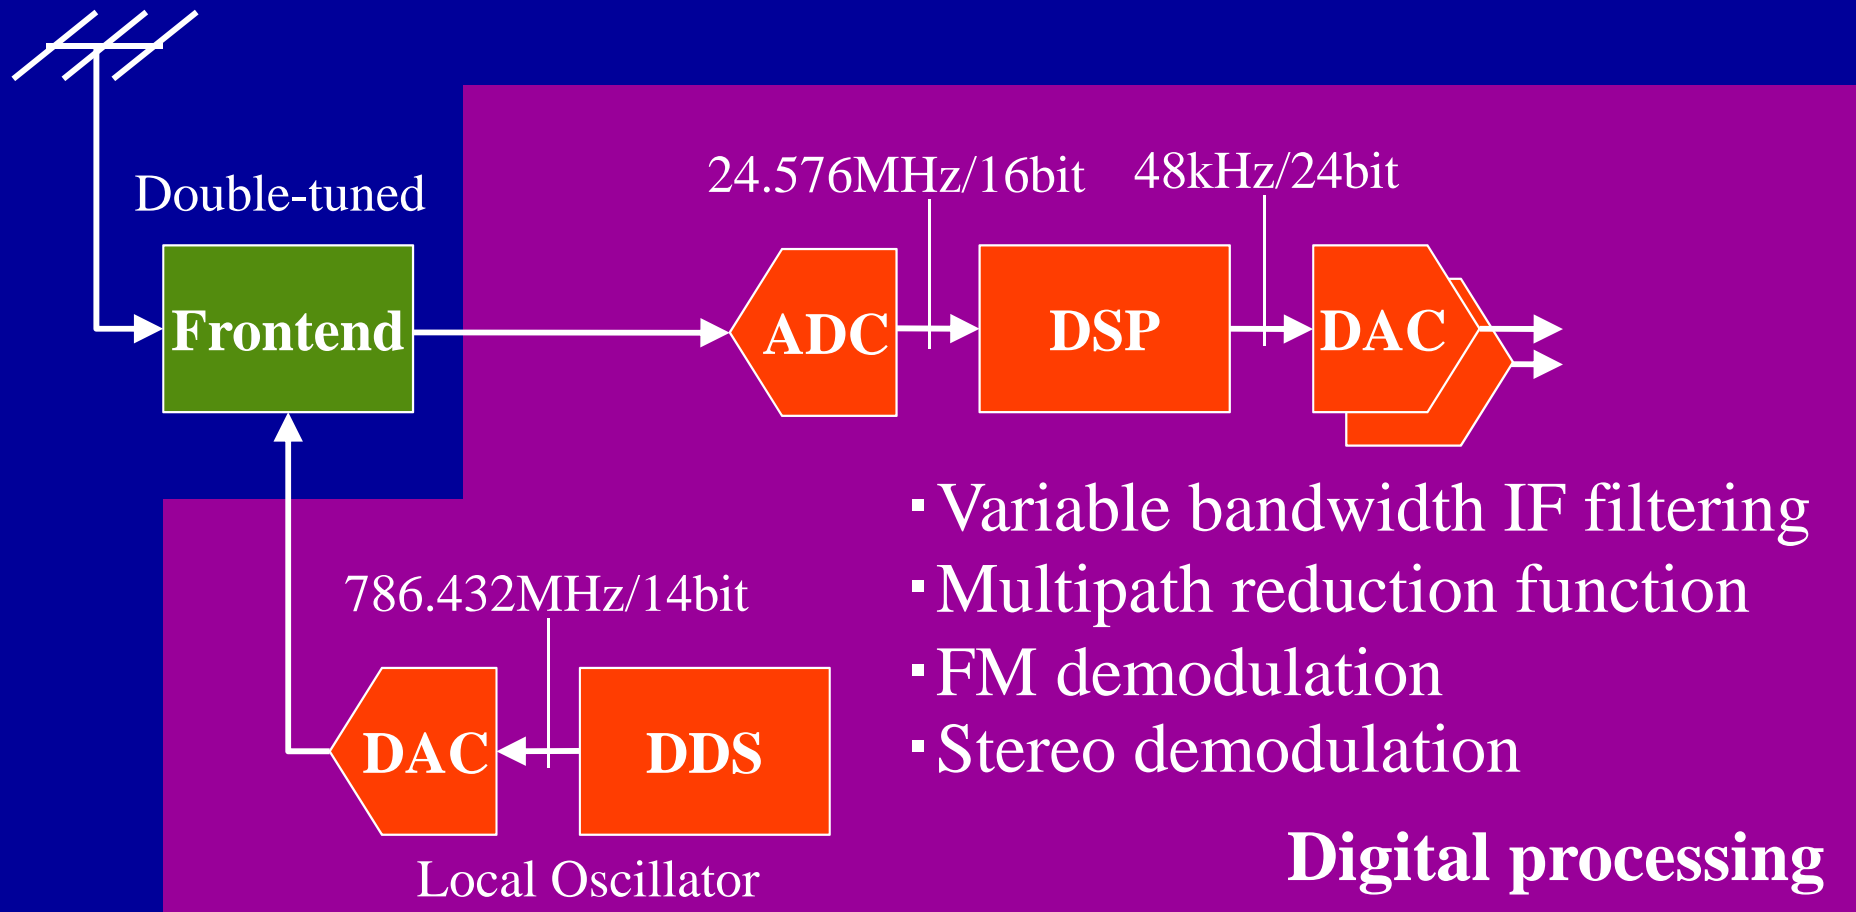 Double-tuned
24.576MHz/16bit
48kHz/24bit
Frontend
ADC
DSP
DAC
▪Variable bandwidth IF filtering
▪Multipath reduction function
▪FM demodulation
▪Stereo demodulation
786.432MHz/14bit
DAC
DDS
Local Oscillator
Digital processing